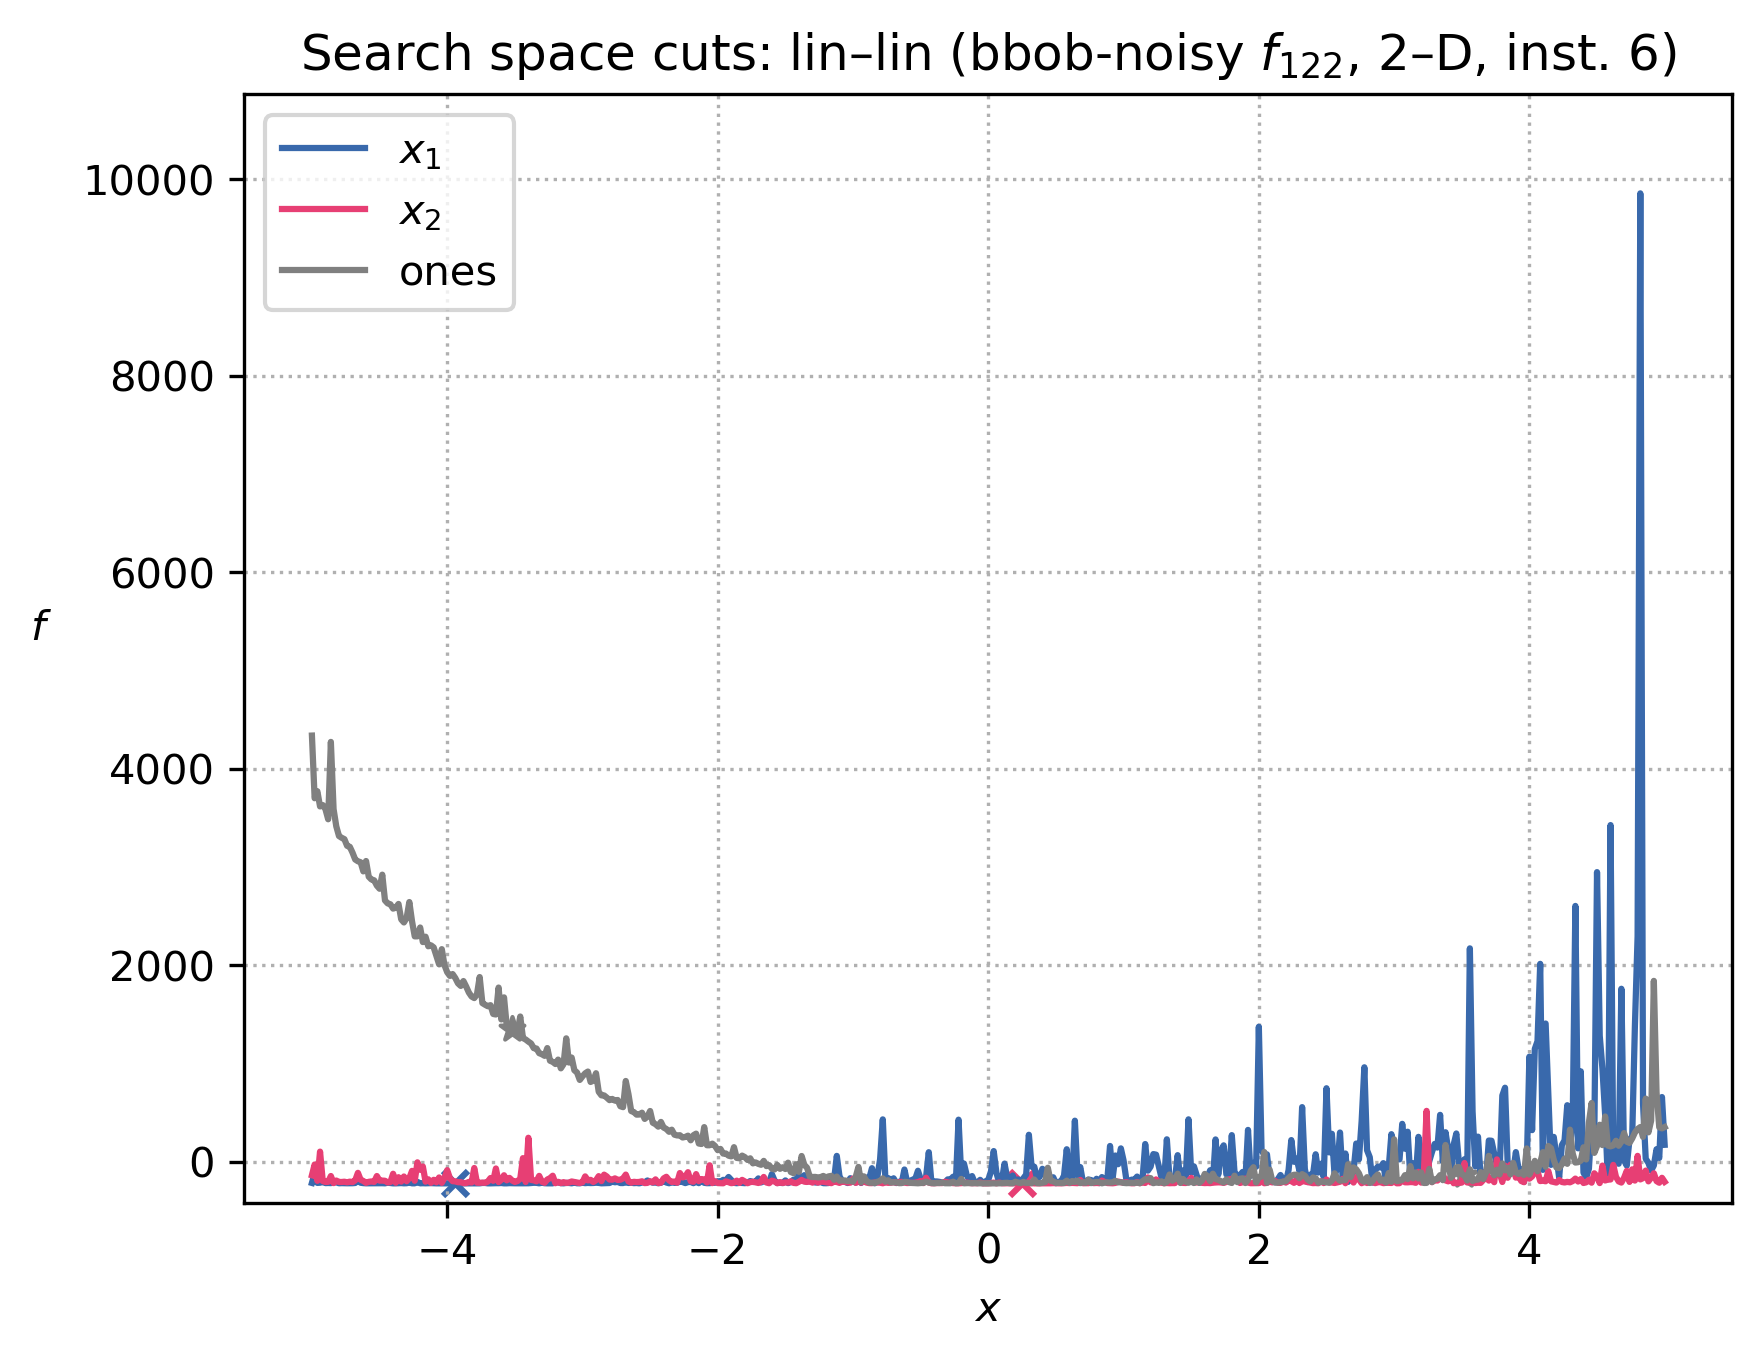 Search space cuts: lin–lin (bbob-noisy f₁₂₂, 2–D, inst. 6)
x₁
x₂
ones
10000
8000
6000
4000
2000
0
f
−4
−2
0
2
4
x